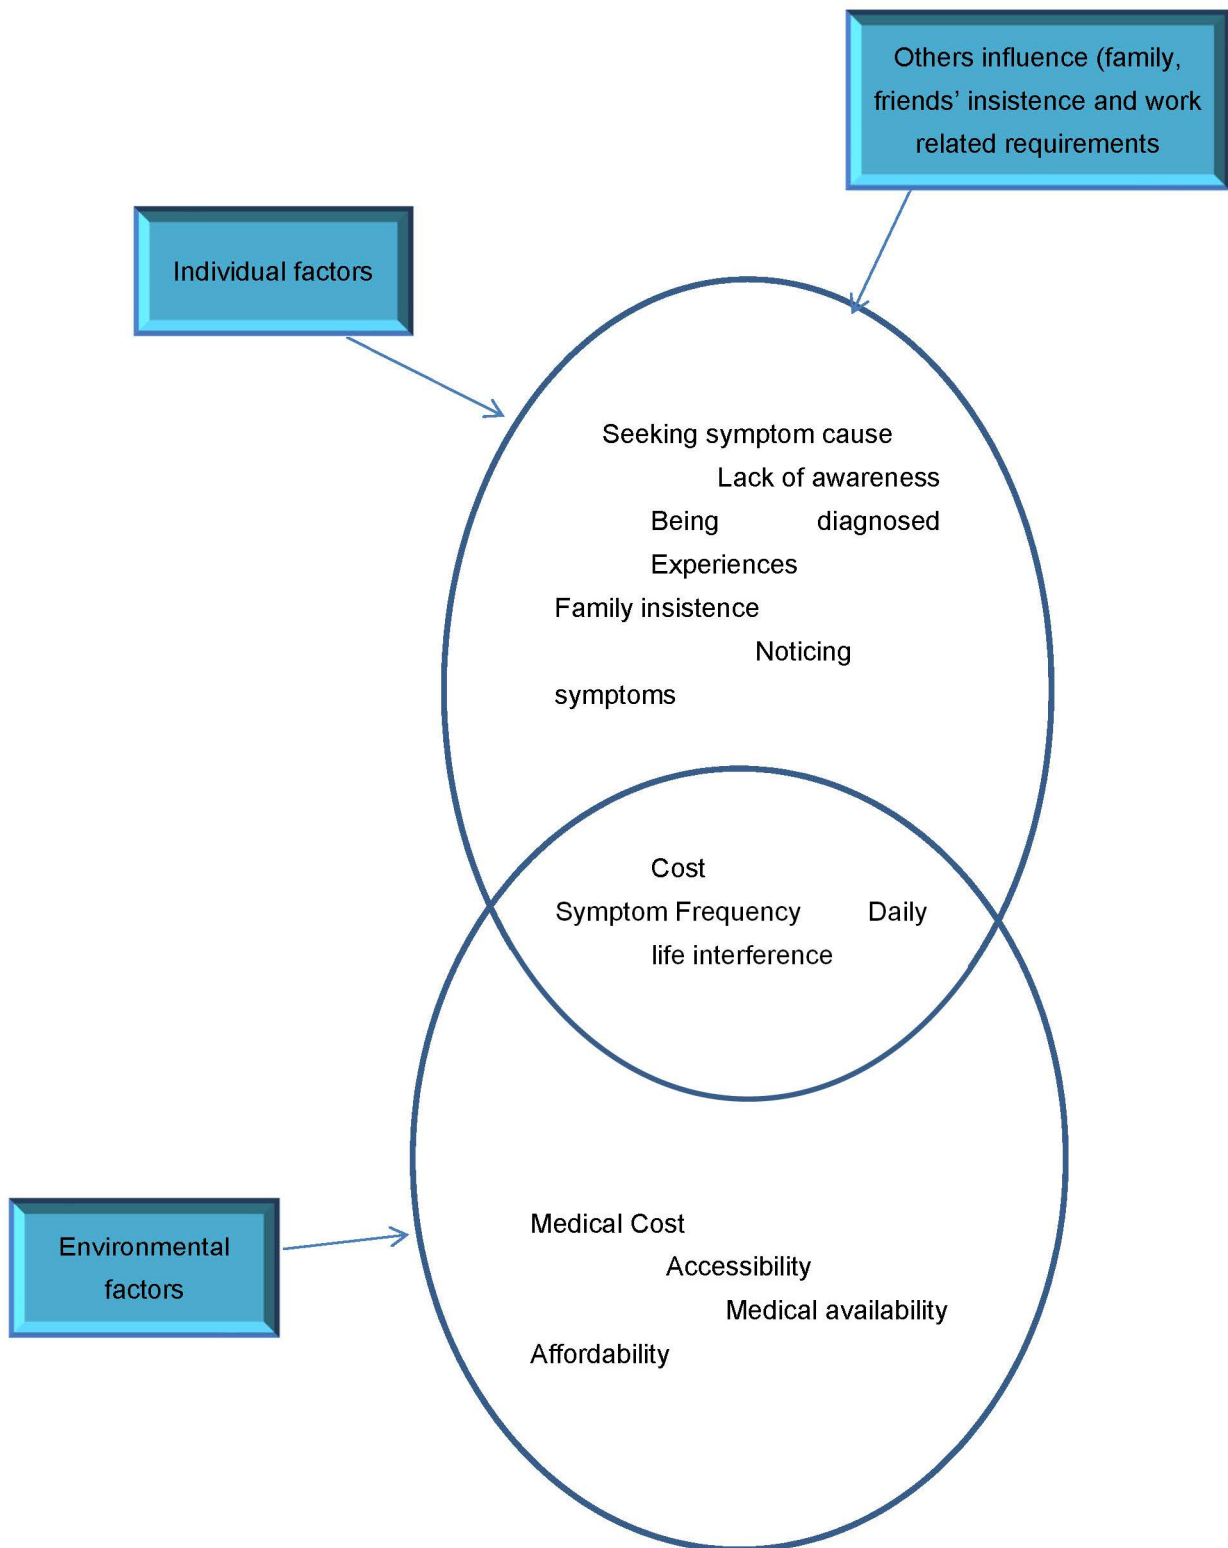 Others influence (family,
friends’ insistence and work
related requirements
Individual factors
Seeking symptom cause
Lack of awareness
Being diagnosed
Experiences
Family insistence
Noticing
symptoms
Cost
Symptom Frequency Daily
life interference
Environmental
factors
Medical Cost
Accessibility
Medical availability
Affordability